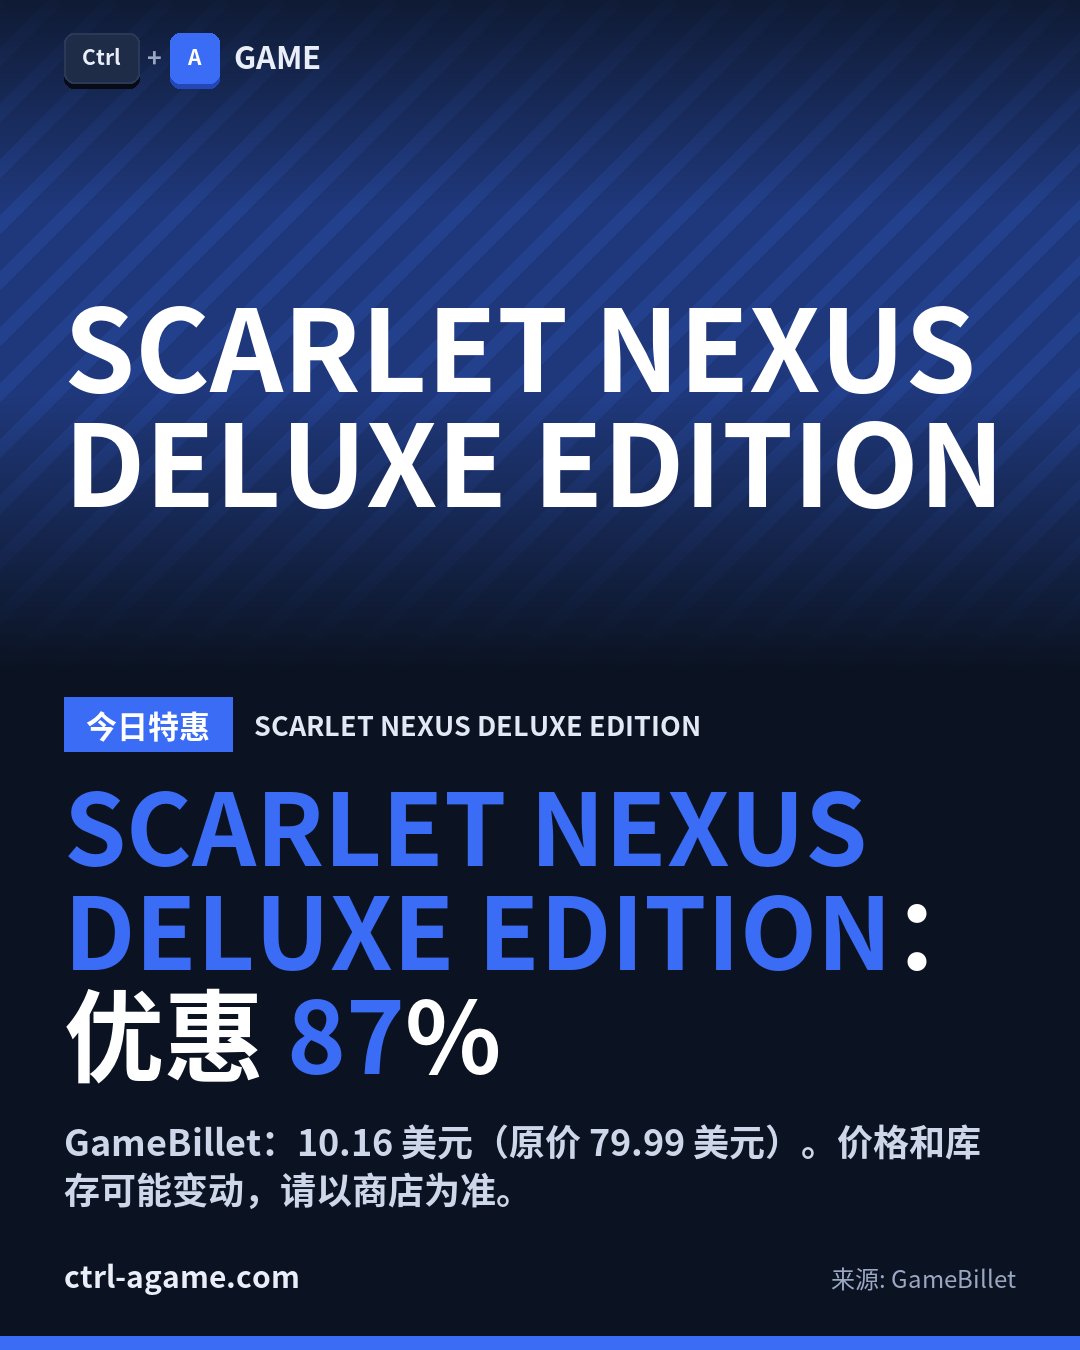 Ctrl + A GAME
SCARLET NEXUS
DELUXE EDITION
今日特惠 SCARLET NEXUS DELUXE EDITION
SCARLET NEXUS
DELUXE EDITION：
优惠 87%
GameBillet：10.16 美元（原价 79.99 美元）。价格和库
存可能变动，请以商店为准。
ctrl-agame.com
来源: GameBillet